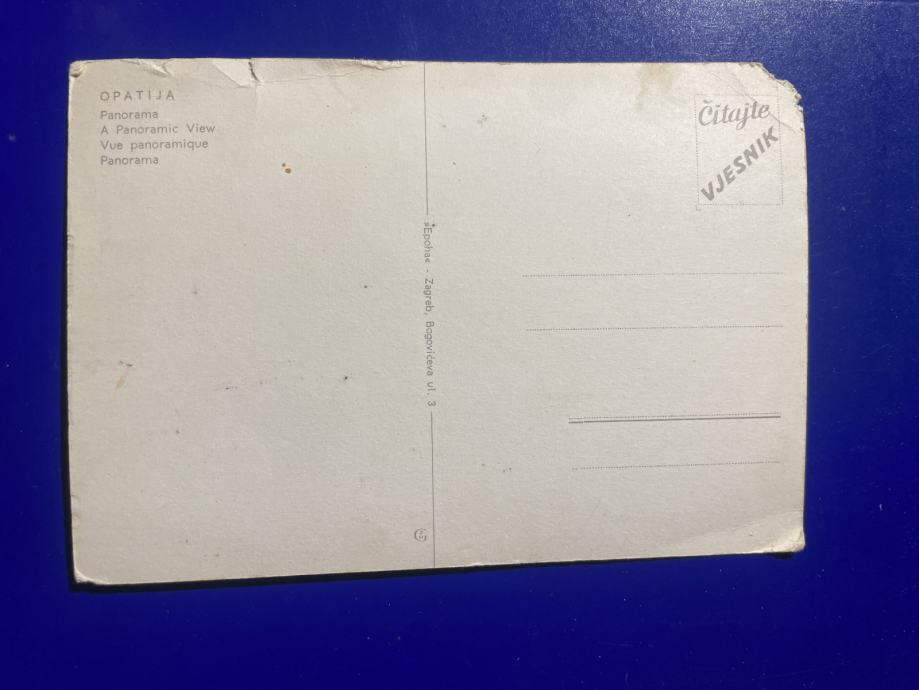 OPATIJA
Panorama
A Panoramic View
Vue panoramique
Panorama
»Epoha« - Zagreb, Bogovićeva ul. 3
Čitajte
VJESNIK